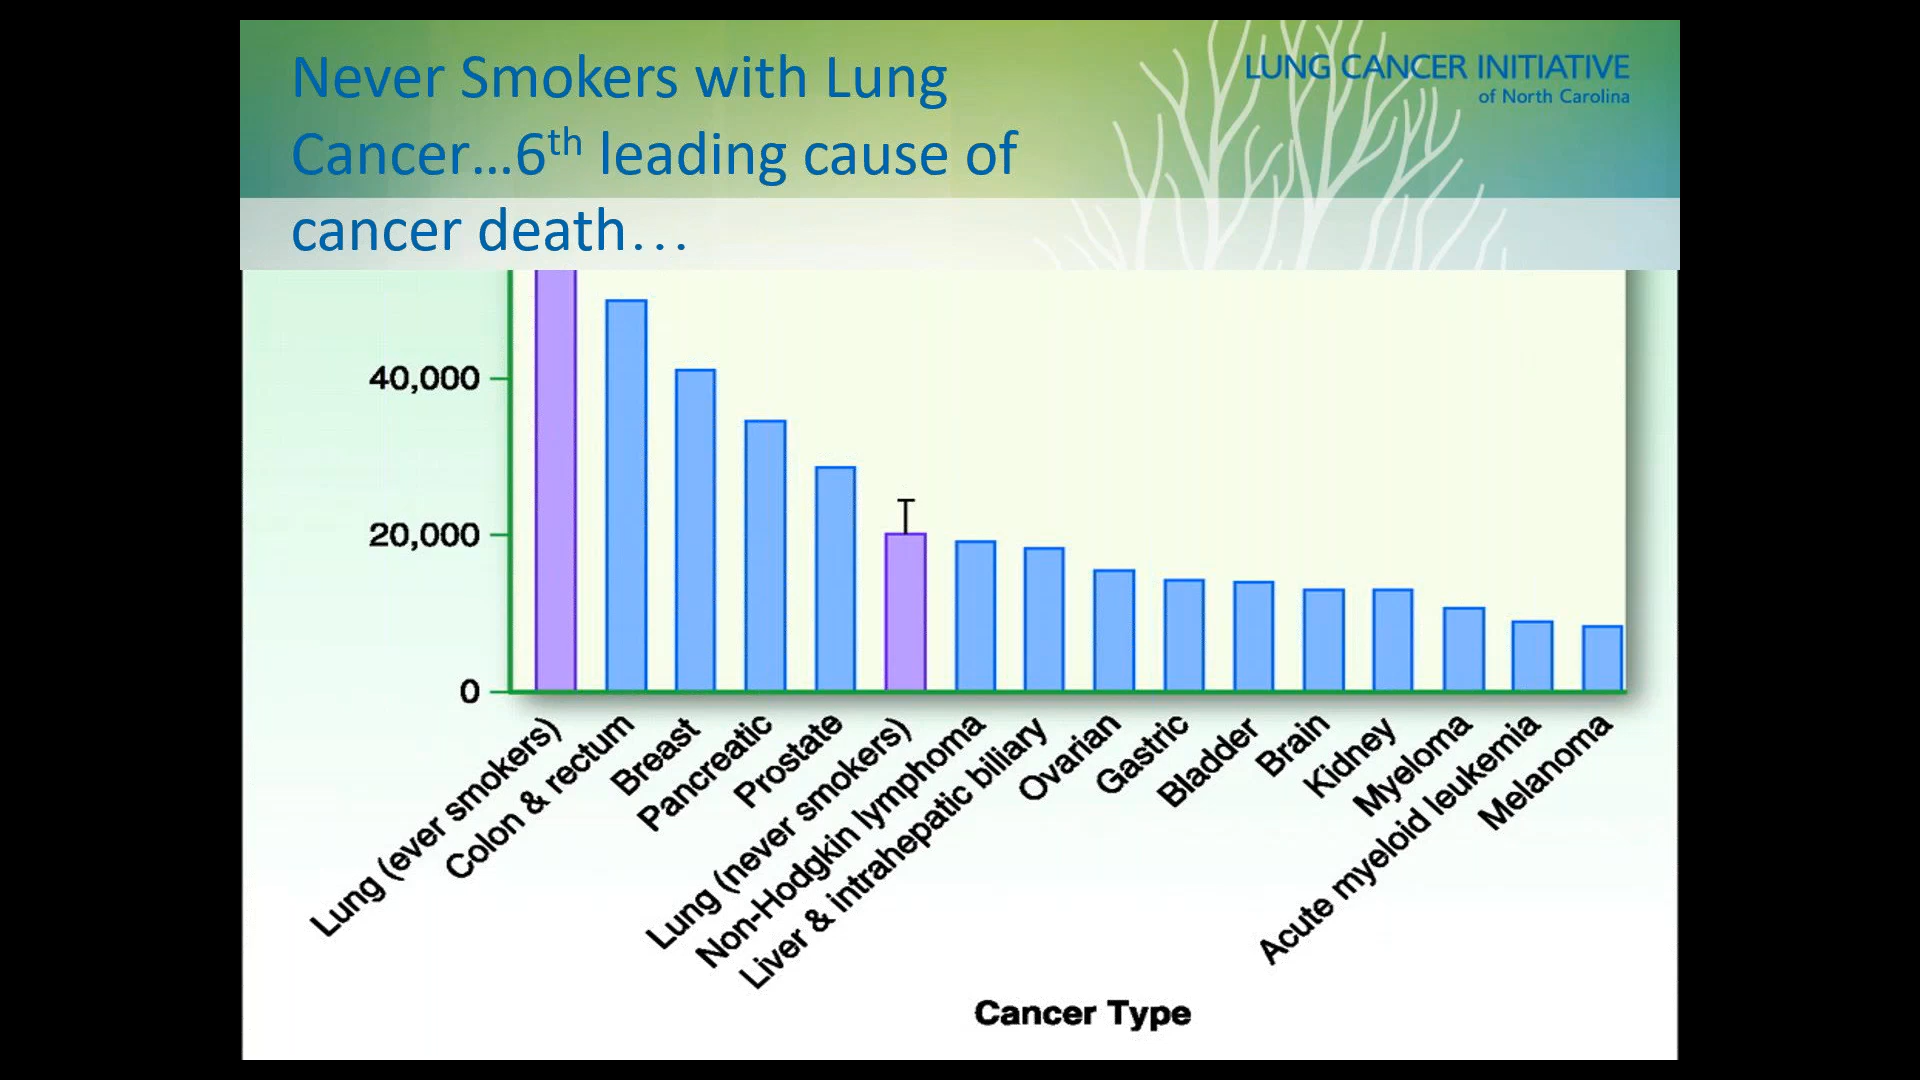 Never Smokers with Lung
Cancer...6th leading cause of
cancer death...
LUNG CANCER INITIATIVE
of North Carolina
40,000
20,000
0
Lung (ever smokers)
Colon & rectum
Breast
Pancreatic
Prostate
Lung (never smokers)
Non-Hodgkin lymphoma
Liver & intrahepatic biliary
Ovarian
Gastric
Bladder
Brain
Kidney
Myeloma
Acute myeloid leukemia
Melanoma
Cancer Type